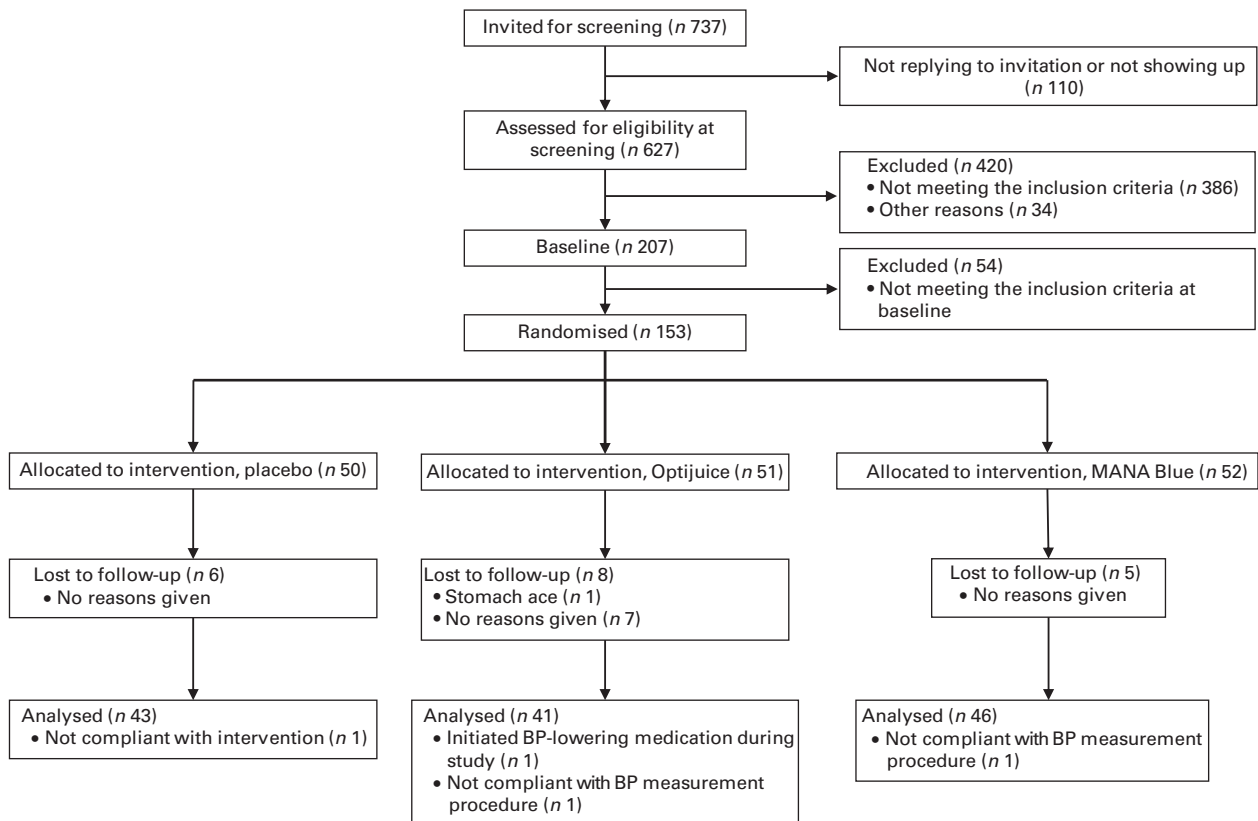 Invited for screening (n 737)
Not replying to invitation or not showing up
(n 110)
Assessed for eligibility at
screening (n 627)
Excluded (n 420)
• Not meeting the inclusion criteria (n 386)
• Other reasons (n 34)
Baseline (n 207)
Excluded (n 54)
• Not meeting the inclusion criteria at
baseline
Randomised (n 153)
Allocated to intervention, placebo (n 50)
Allocated to intervention, Optijuice (n 51)
Allocated to intervention, MANA Blue (n 52)
Lost to follow-up (n 6)
• No reasons given
Lost to follow-up (n 8)
• Stomach ace (n 1)
• No reasons given (n 7)
Lost to follow-up (n 5)
• No reasons given
Analysed (n 43)
• Not compliant with intervention (n 1)
Analysed (n 41)
• Initiated BP-lowering medication during
study (n 1)
• Not compliant with BP measurement
procedure (n 1)
Analysed (n 46)
• Not compliant with BP measurement
procedure (n 1)